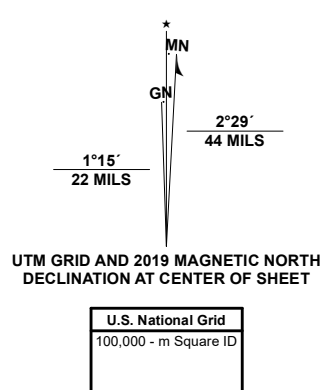 MN
GN
2°29´
44 MILS
1°15´
22 MILS
UTM GRID AND 2019 MAGNETIC NORTH
DECLINATION AT CENTER OF SHEET
U.S. National Grid
100,000 - m Square ID